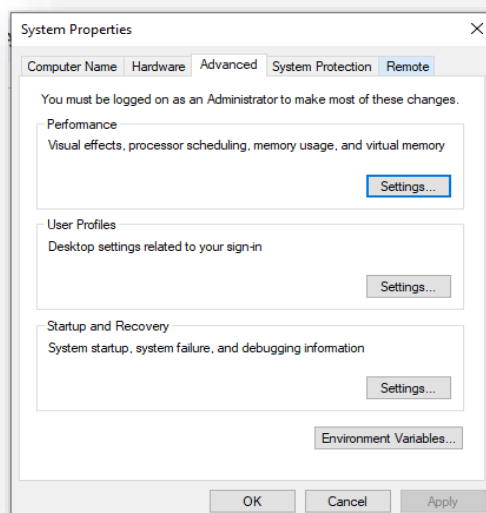 System Properties
Computer Name Hardware Advanced System Protection Remote
You must be logged on as an Administrator to make most of these changes.
Performance
Visual effects, processor scheduling, memory usage, and virtual memory
Settings...
User Profiles
Desktop settings related to your sign-in
Settings...
Startup and Recovery
System startup, system failure, and debugging information
Settings...
Environment Variables...
OK Cancel Apply